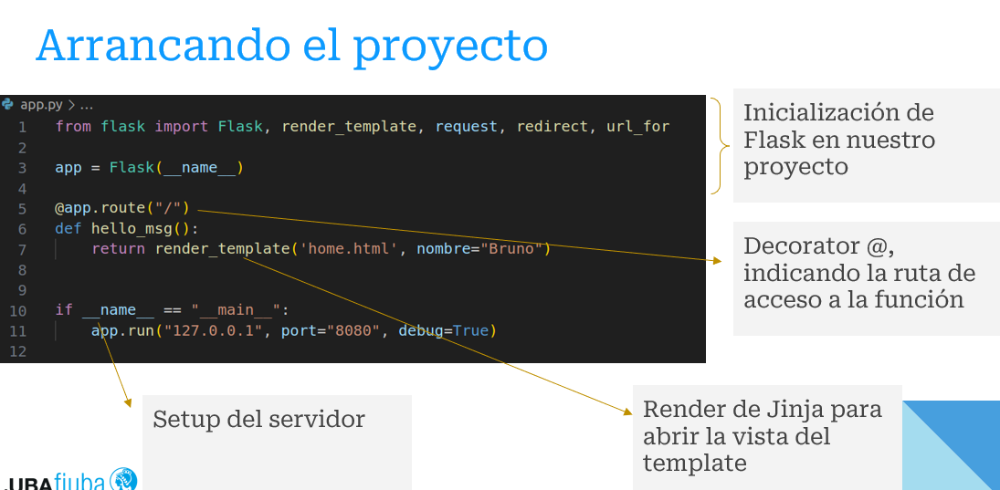 Arrancando el proyecto
app.py > ...
1 from flask import Flask, render_template, request, redirect, url_for
2
3 app = Flask(__name__)
4
5 @app.route("/")
6 def hello_msg():
7 return render_template('home.html', nombre="Bruno")
8
9
10 if __name__ == "__main__":
11 app.run("127.0.0.1", port="8080", debug=True)
12
Inicialización de
Flask en nuestro
proyecto
Decorator @,
indicando la ruta de
acceso a la función
Setup del servidor
Render de Jinja para
abrir la vista del
template
.UBAfiuba